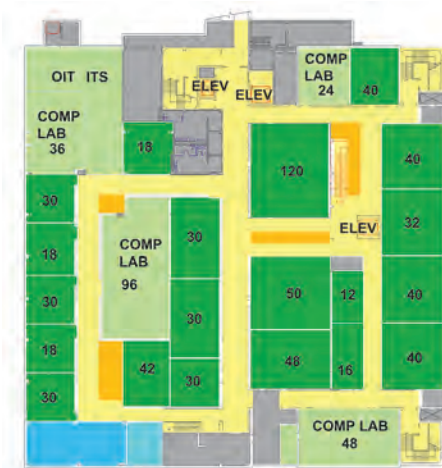 OIT ITS
COMP
LAB
36
18
ELEV
ELEV
COMP
LAB
24
40
30
18
30
18
30
COMP
LAB
96
30
30
30
42
120
ELEV
50
12
48
16
40
32
40
40
COMP LAB
48